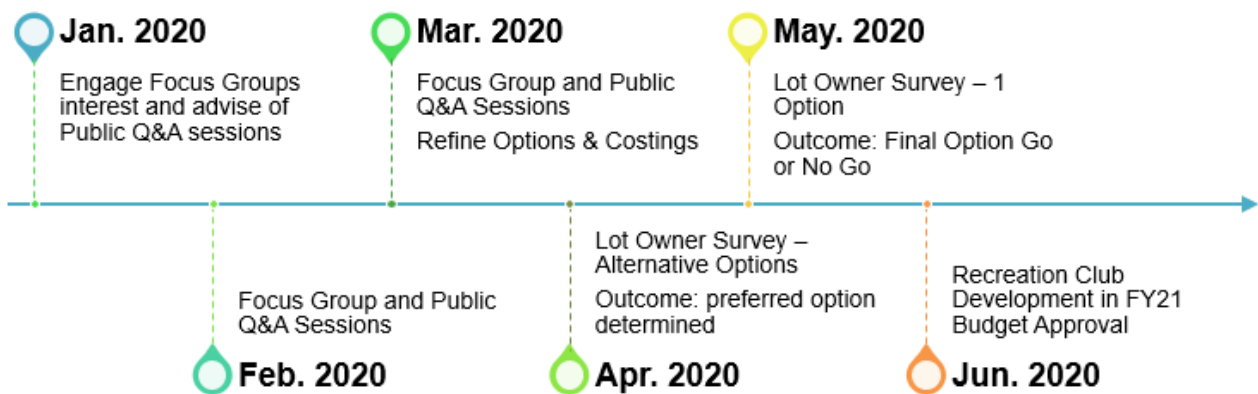 Jan. 2020
Engage Focus Groups
interest and advise of
Public Q&A sessions
Mar. 2020
Focus Group and Public
Q&A Sessions
Refine Options & Costings
May. 2020
Lot Owner Survey – 1
Option
Outcome: Final Option Go
or No Go
Focus Group and Public
Q&A Sessions
Feb. 2020
Lot Owner Survey –
Alternative Options
Outcome: preferred option
determined
Apr. 2020
Recreation Club
Development in FY21
Budget Approval
Jun. 2020